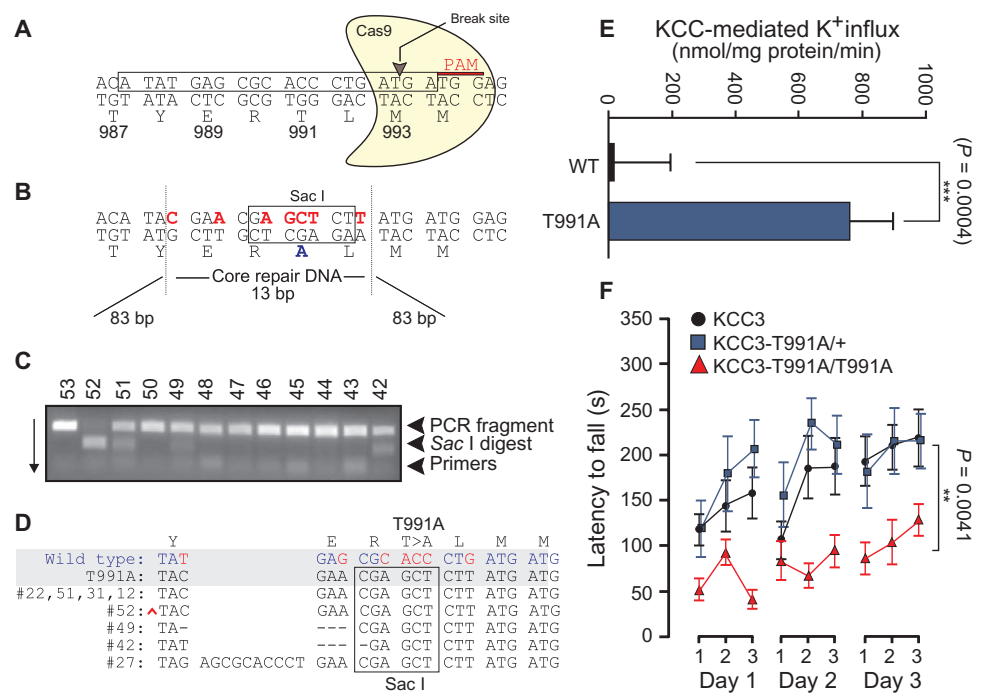 A
Cas9
Break site
PAM
ACA TAT GAG CGC ACC CTG ATG ATG GAG
TGT ATA CTC GCG TGG GAC TAC TAC CTC
T Y E R T L M M
987 989 991 993
B
Sac I
ACA TAC GAA CGA GCT CTT ATG ATG GAG
TGT ATG CTT GCT CGA GAA TAC TAC CTC
T Y E R A L M M
Core repair DNA
13 bp
83 bp 83 bp
C
53 52 51 50 49 48 47 46 45 44 43 42
PCR fragment
Sac I digest
Primers
D
T991A
Y E R T>A L M M
Wild type: TAT GAG CGC ACC CTG ATG ATG
T991A: TAC GAA CGA GCT CTT ATG ATG
#22,51,31,12: TAC GAA CGA GCT CTT ATG ATG
#52: ^TAC GAA CGA GCT CTT ATG ATG
#49: TA- --- CGA GCT CTT ATG ATG
#42: TAT --- -GA GCT CTT ATG ATG
#27: TAG AGCGCACCCT GAA CGA GCT CTT ATG ATG
Sac I
E
KCC-mediated K+ influx
(nmol/mg protein/min)
0 200 400 600 800 1000
WT
T991A
***
(P = 0.0004)
F
Latency to fall (s)
350
300
250
200
150
100
50
0
KCC3
KCC3-T991A/+
KCC3-T991A/T991A
**
P = 0.0041
1 2 3 1 2 3 1 2 3
Day 1 Day 2 Day 3